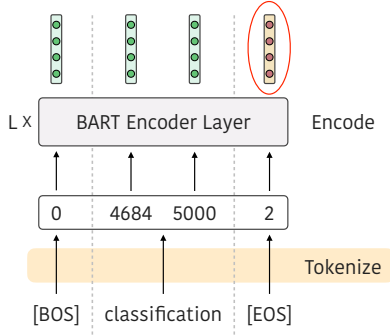 L x BART Encoder Layer Encode
0 4684 5000 2
Tokenize
[BOS] classification [EOS]